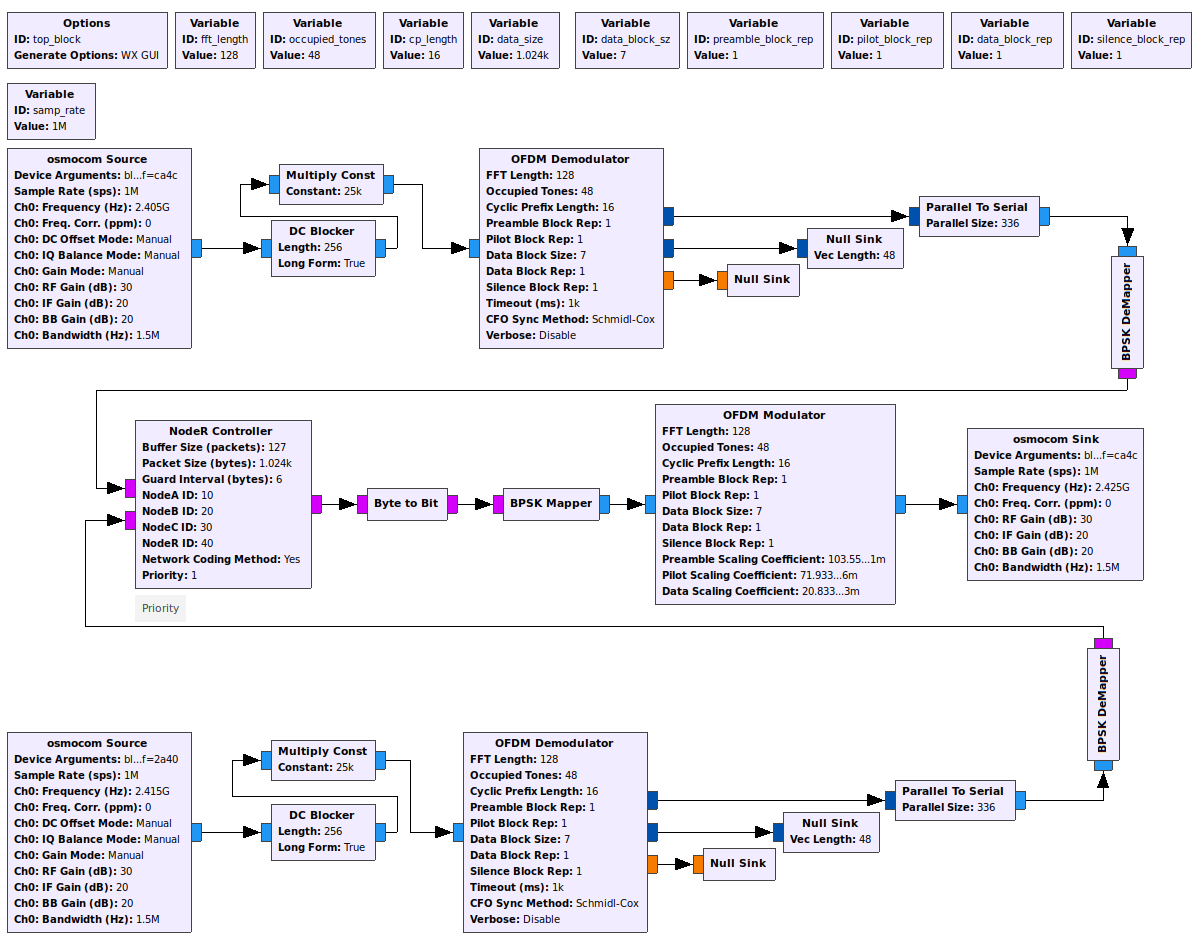 Options
ID: top_block
Generate Options: WX GUI
Variable
ID: fft_length
Value: 128
Variable
ID: occupied_tones
Value: 48
Variable
ID: cp_length
Value: 16
Variable
ID: data_size
Value: 1.024k
Variable
ID: data_block_sz
Value: 7
Variable
ID: preamble_block_rep
Value: 1
Variable
ID: pilot_block_rep
Value: 1
Variable
ID: data_block_rep
Value: 1
Variable
ID: silence_block_rep
Value: 1
Variable
ID: samp_rate
Value: 1M
osmocom Source
Device Arguments: bl...f=ca4c
Sample Rate (sps): 1M
Ch0: Frequency (Hz): 2.405G
Ch0: Freq. Corr. (ppm): 0
Ch0: DC Offset Mode: Manual
Ch0: IQ Balance Mode: Manual
Ch0: Gain Mode: Manual
Ch0: RF Gain (dB): 30
Ch0: IF Gain (dB): 20
Ch0: BB Gain (dB): 20
Ch0: Bandwidth (Hz): 1.5M
Multiply Const
Constant: 25k
DC Blocker
Length: 256
Long Form: True
OFDM Demodulator
FFT Length: 128
Occupied Tones: 48
Cyclic Prefix Length: 16
Preamble Block Rep: 1
Pilot Block Rep: 1
Data Block Size: 7
Data Block Rep: 1
Silence Block Rep: 1
Timeout (ms): 1k
CFO Sync Method: Schmidl-Cox
Verbose: Disable
Parallel To Serial
Parallel Size: 336
Null Sink
Vec Length: 48
Null Sink
BPSK DeMapper
NodeR Controller
Buffer Size (packets): 127
Packet Size (bytes): 1.024k
Guard Interval (bytes): 6
NodeA ID: 10
NodeB ID: 20
NodeC ID: 30
NodeR ID: 40
Network Coding Method: Yes
Priority: 1
Priority
Byte to Bit
BPSK Mapper
OFDM Modulator
FFT Length: 128
Occupied Tones: 48
Cyclic Prefix Length: 16
Preamble Block Rep: 1
Pilot Block Rep: 1
Data Block Size: 7
Data Block Rep: 1
Silence Block Rep: 1
Preamble Scaling Coefficient: 103.55...1m
Pilot Scaling Coefficient: 71.933...6m
Data Scaling Coefficient: 20.833...3m
osmocom Sink
Device Arguments: bl...f=ca4c
Sample Rate (sps): 1M
Ch0: Frequency (Hz): 2.425G
Ch0: Freq. Corr. (ppm): 0
Ch0: RF Gain (dB): 30
Ch0: IF Gain (dB): 20
Ch0: BB Gain (dB): 20
Ch0: Bandwidth (Hz): 1.5M
BPSK DeMapper
osmocom Source
Device Arguments: bl...f=2a40
Sample Rate (sps): 1M
Ch0: Frequency (Hz): 2.415G
Ch0: Freq. Corr. (ppm): 0
Ch0: DC Offset Mode: Manual
Ch0: IQ Balance Mode: Manual
Ch0: Gain Mode: Manual
Ch0: RF Gain (dB): 30
Ch0: IF Gain (dB): 20
Ch0: BB Gain (dB): 20
Ch0: Bandwidth (Hz): 1.5M
Multiply Const
Constant: 25k
DC Blocker
Length: 256
Long Form: True
OFDM Demodulator
FFT Length: 128
Occupied Tones: 48
Cyclic Prefix Length: 16
Preamble Block Rep: 1
Pilot Block Rep: 1
Data Block Size: 7
Data Block Rep: 1
Silence Block Rep: 1
Timeout (ms): 1k
CFO Sync Method: Schmidl-Cox
Verbose: Disable
Parallel To Serial
Parallel Size: 336
Null Sink
Vec Length: 48
Null Sink